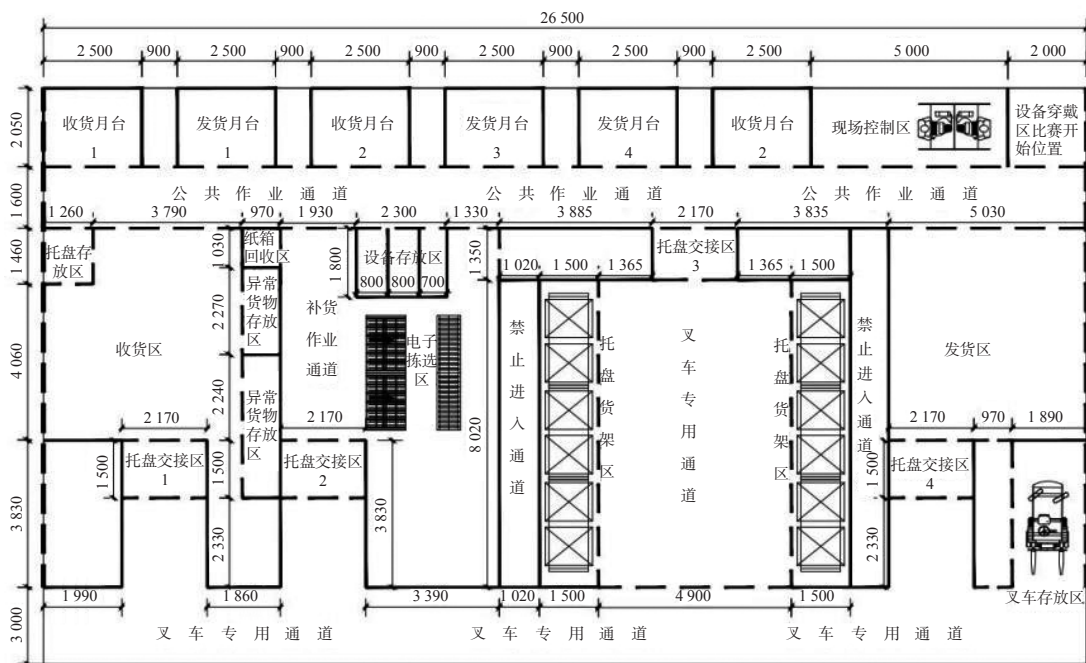 26 500
2 500
900
2 500
900
2 500
900
2 500
900
2 500
900
2 500
5 000
2 000
2 050
收货月台
1
发货月台
1
收货月台
2
发货月台
3
发货月台
4
收货月台
2
现场控制区
设备穿戴
区比赛开
始位置
1 600
公共作业通道
公共作业通道
公共作业通道
1 260
3 790
970
1 930
2 300
1 330
3 885
2 170
3 835
5 030
1 460
托盘存
放区
1 030
纸箱
回收区
1 800
设备存放区
800
800
700
1 350
托盘交接区
3
1 020
1 500
1 365
1 365
1 500
4 060
收货区
2 270
异常
货物
存放
区
补货
作业
通道
电子
拣选
区
禁止进入通道
托盘货架区
叉车专用通道
托盘货架区
禁止进入通道
发货区
2 240
异常
货物
存放
区
2 170
2 170
8 020
2 170
970
1 890
3 830
1 500
托盘交接区
1
1 500
托盘交接区
2
3 830
1 500
托盘交接区
4
2 330
2 330
叉车存放区
1 990
1 860
3 390
1 020
1 500
4 900
1 500
3 000
叉车专用通道
叉车专用通道
叉车专用通道